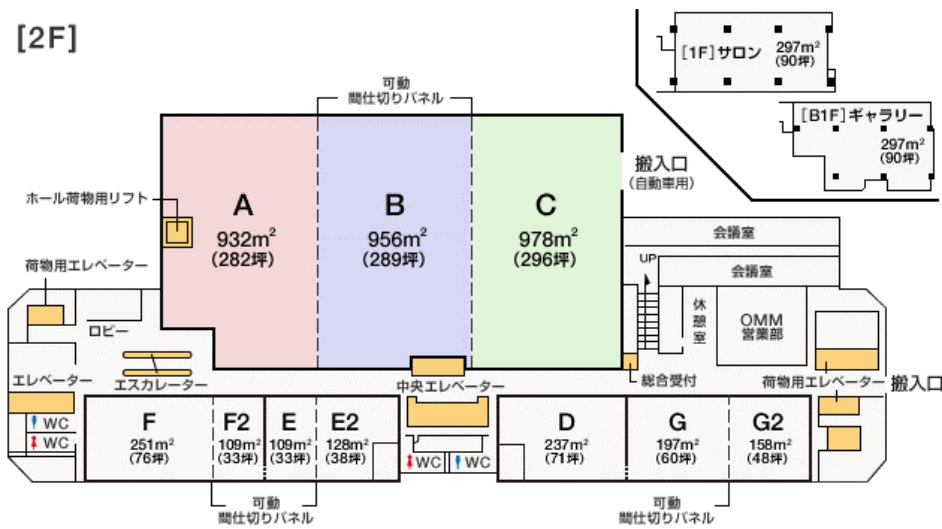 [2F]
[1F]サロン
297m²
(90坪)
[B1F]ギャラリー
297m²
(90坪)
可動
間仕切りパネル
搬入口
(自動車用)
ホール荷物用リフト
A
932m²
(282坪)
B
956m²
(289坪)
C
978m²
(296坪)
会議室
UP
会議室
荷物用エレベーター
ロビー
休憩室
OMM
営業部
エレベーター
エスカレーター
中央エレベーター
総合受付
荷物用エレベーター
搬入口
WC
WC
F
251m²
(76坪)
F2
109m²
(33坪)
E
109m²
(33坪)
E2
128m²
(38坪)
WC
WC
D
237m²
(71坪)
G
197m²
(60坪)
G2
158m²
(48坪)
可動
間仕切りパネル
可動
間仕切りパネル